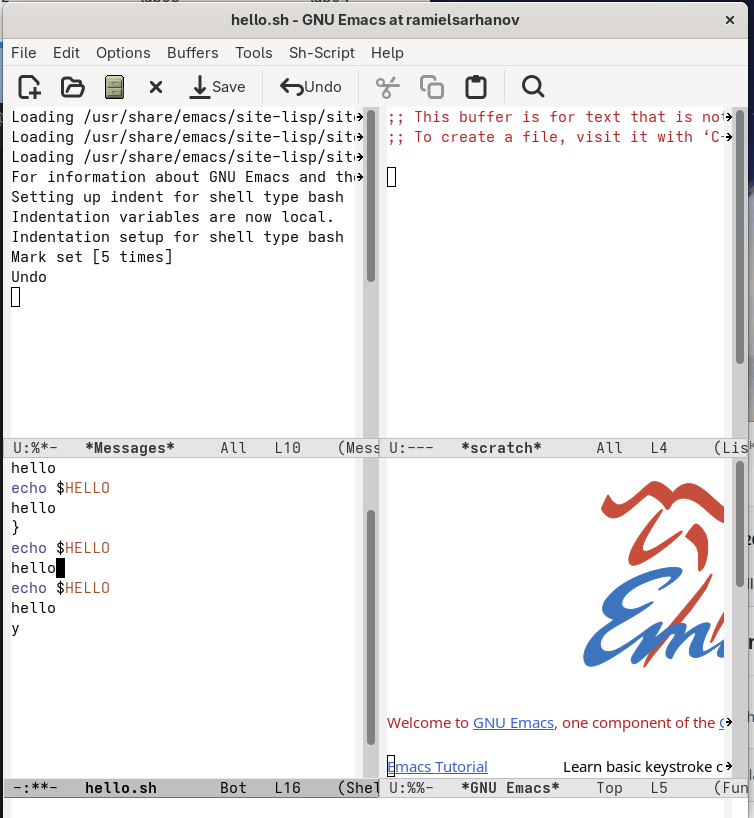 hello.sh - GNU Emacs at ramielsarhanov
File Edit Options Buffers Tools Sh-Script Help
Save Undo
Loading /usr/share/emacs/site-lisp/site
Loading /usr/share/emacs/site-lisp/site
Loading /usr/share/emacs/site-lisp/site
For information about GNU Emacs and the
Setting up indent for shell type bash
Indentation variables are now local.
Indentation setup for shell type bash
Mark set [5 times]
Undo
U:%*- *Messages* All L10 (Mess
;; This buffer is for text that is not
;; To create a file, visit it with ‘C-
U:--- *scratch* All L4 (Lis
hello
echo $HELLO
hello
}
echo $HELLO
hello
echo $HELLO
hello
y
-:**- hello.sh Bot L16 (Shel
Em
Welcome to GNU Emacs, one component of the G
Emacs Tutorial Learn basic keystroke c
U:%%- *GNU Emacs* Top L5 (Fun